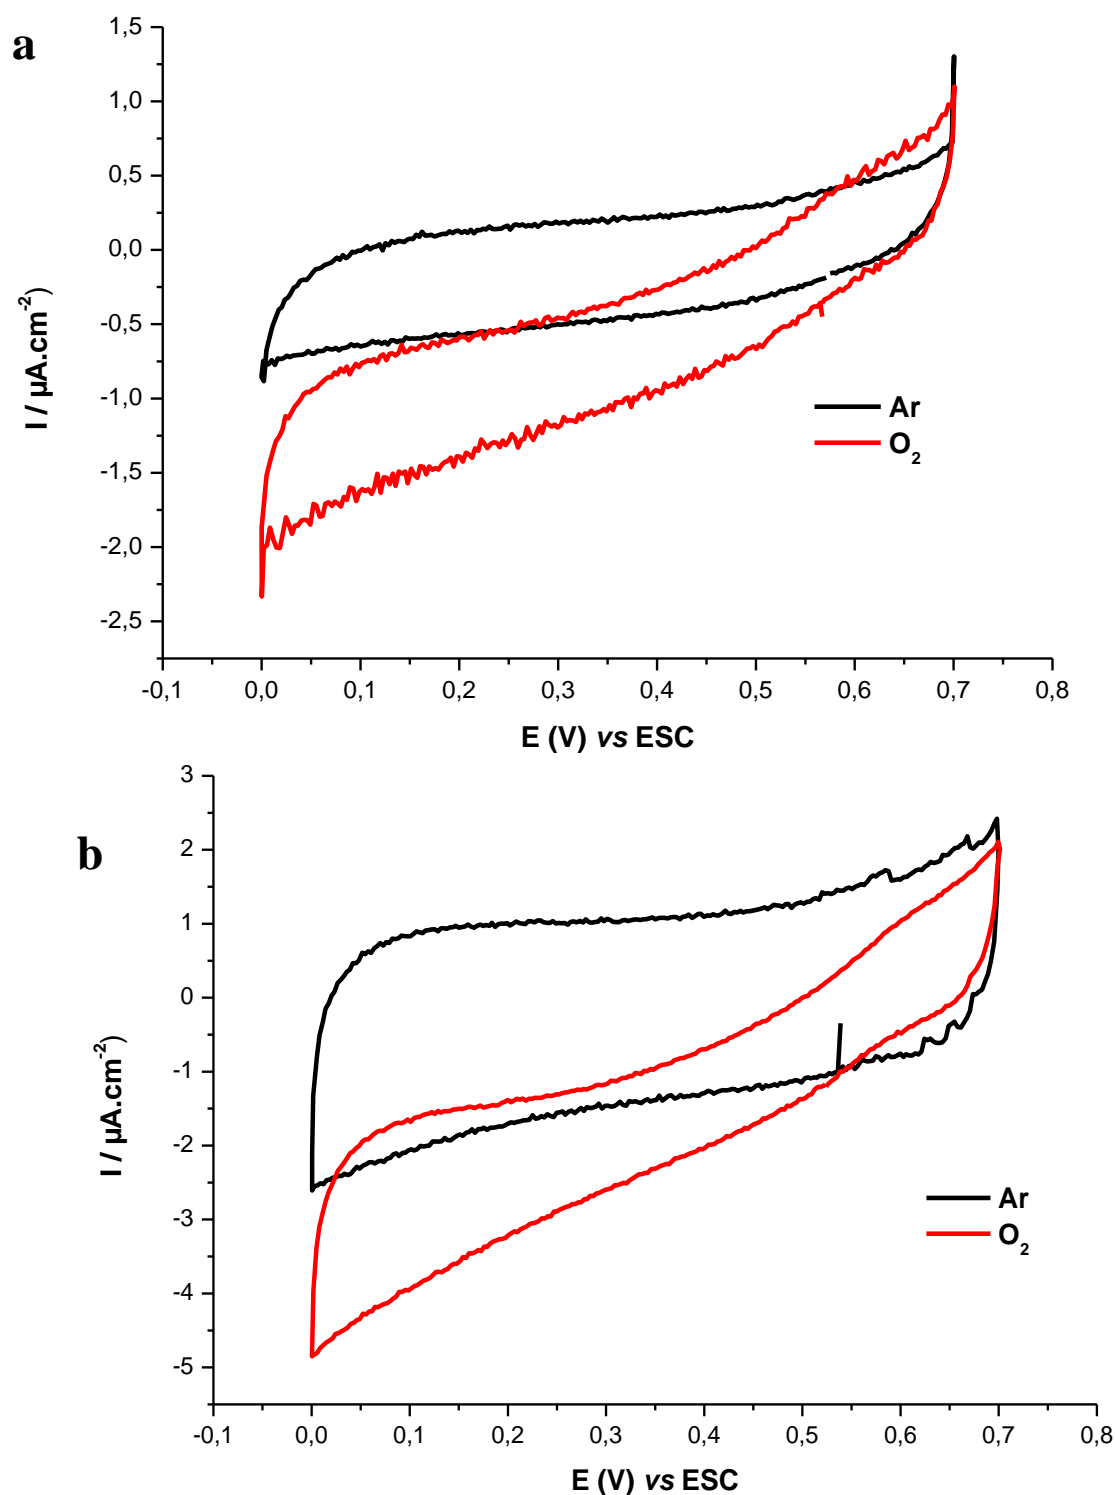 a
1,5
1,0
0,5
0,0
-0,5
-1,0
-1,5
-2,0
-2,5
I / µA.cm⁻²
Ar
O₂
-0,1 0,0 0,1 0,2 0,3 0,4 0,5 0,6 0,7 0,8
E (V) vs ESC
b
3
2
1
0
-1
-2
-3
-4
-5
I / µA.cm⁻²
Ar
O₂
-0,1 0,0 0,1 0,2 0,3 0,4 0,5 0,6 0,7 0,8
E (V) vs ESC